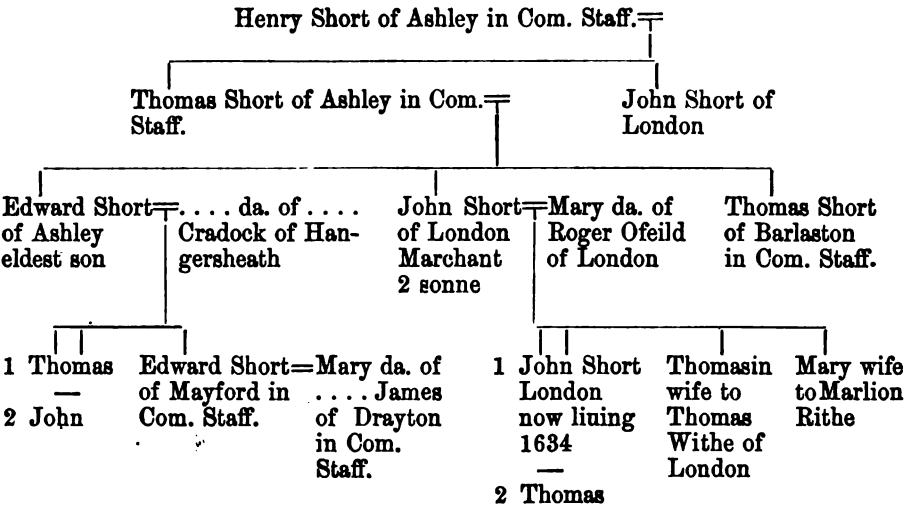 Henry Short of Ashley in Com. Staff.
Thomas Short of Ashley in Com.
Staff.
John Short of
London
Edward Short
of Ashley
eldest son
. . . . da. of . . . .
Cradock of Han-
gersheath
John Short
of London
Marchant
2 sonne
Mary da. of
Roger Ofeild
of London
Thomas Short
of Barlaston
in Com. Staff.
1 Thomas
—
2 John
Edward Short=
of Mayford in
Com. Staff.
Mary da. of
. . . . James
of Drayton
in Com.
Staff.
1 John Short
London
now liuing
1634
—
2 Thomas
Thomasin
wife to
Thomas
Withe of
London
Mary wife
to Marlion
Rithe